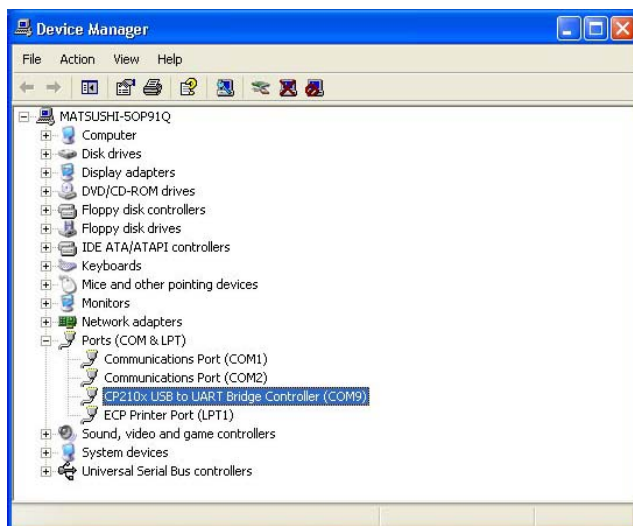 Device Manager
File Action View Help
MATSUSHI-5OP91Q
Computer
Disk drives
Display adapters
DVD/CD-ROM drives
Floppy disk controllers
Floppy disk drives
IDE ATA/ATAPI controllers
Keyboards
Mice and other pointing devices
Monitors
Network adapters
Ports (COM & LPT)
Communications Port (COM1)
Communications Port (COM2)
CP210x USB to UART Bridge Controller (COM9)
ECP Printer Port (LPT1)
Sound, video and game controllers
System devices
Universal Serial Bus controllers